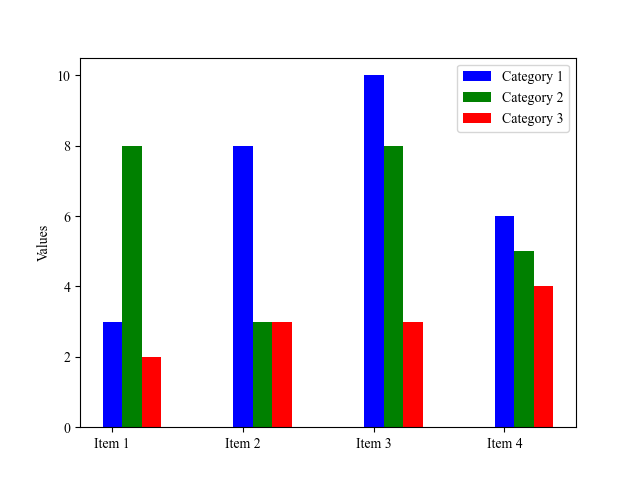 10
8
6
4
2
0
Values
Item 1
Item 2
Item 3
Item 4
Category 1
Category 2
Category 3